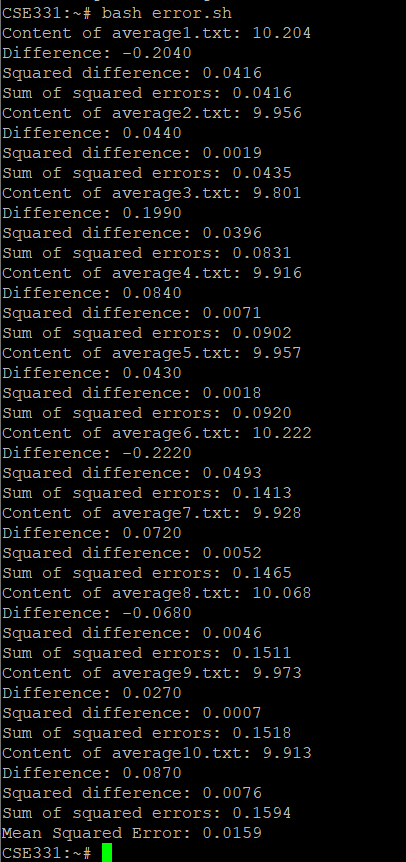 CSE331:~# bash error.sh
Content of average1.txt: 10.204
Difference: -0.2040
Squared difference: 0.0416
Sum of squared errors: 0.0416
Content of average2.txt: 9.956
Difference: 0.0440
Squared difference: 0.0019
Sum of squared errors: 0.0435
Content of average3.txt: 9.801
Difference: 0.1990
Squared difference: 0.0396
Sum of squared errors: 0.0831
Content of average4.txt: 9.916
Difference: 0.0840
Squared difference: 0.0071
Sum of squared errors: 0.0902
Content of average5.txt: 9.957
Difference: 0.0430
Squared difference: 0.0018
Sum of squared errors: 0.0920
Content of average6.txt: 10.222
Difference: -0.2220
Squared difference: 0.0493
Sum of squared errors: 0.1413
Content of average7.txt: 9.928
Difference: 0.0720
Squared difference: 0.0052
Sum of squared errors: 0.1465
Content of average8.txt: 10.068
Difference: -0.0680
Squared difference: 0.0046
Sum of squared errors: 0.1511
Content of average9.txt: 9.973
Difference: 0.0270
Squared difference: 0.0007
Sum of squared errors: 0.1518
Content of average10.txt: 9.913
Difference: 0.0870
Squared difference: 0.0076
Sum of squared errors: 0.1594
Mean Squared Error: 0.0159
CSE331:~#